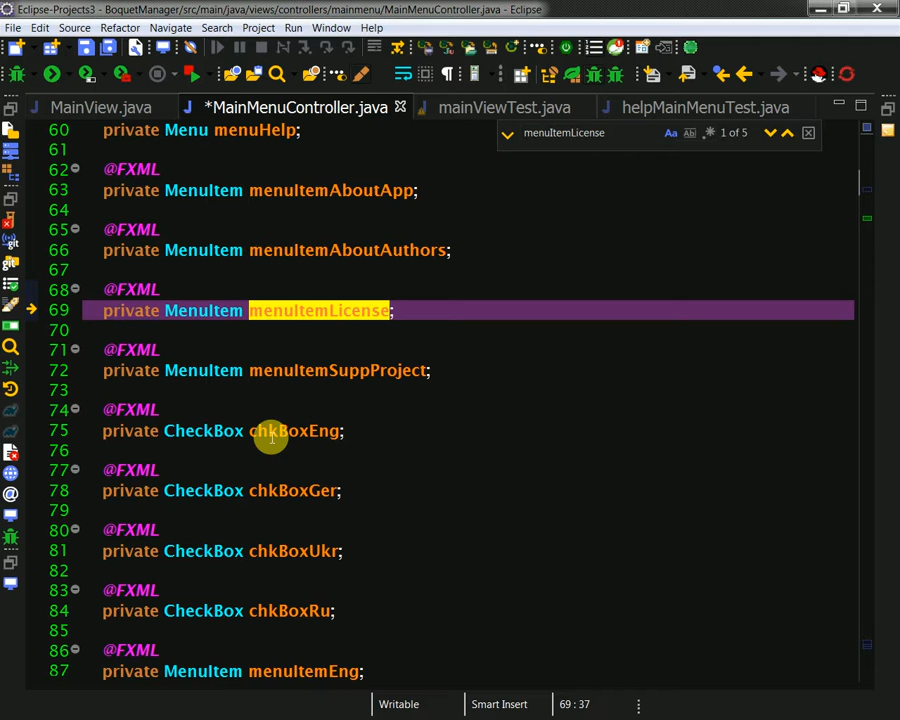 Eclipse-Projects3 - BoquetManager/src/main/java/views/controllers/mainmenu/MainMenuController.java - Eclipse
File Edit Source Refactor Navigate Search Project Run Window Help
MainView.java *MainMenuController.java mainViewTest.java helpMainMenuTest.java
menuItemLicense Aa Ab .* 1 of 5
60 private Menu menuHelp;
61
62 @FXML
63 private MenuItem menuItemAboutApp;
64
65 @FXML
66 private MenuItem menuItemAboutAuthors;
67
68 @FXML
69 private MenuItem menuItemLicense;
70
71 @FXML
72 private MenuItem menuItemSuppProject;
73
74 @FXML
75 private CheckBox chkBoxEng;
76
77 @FXML
78 private CheckBox chkBoxGer;
79
80 @FXML
81 private CheckBox chkBoxUkr;
82
83 @FXML
84 private CheckBox chkBoxRu;
85
86 @FXML
87 private MenuItem menuItemEng;
Writable Smart Insert 69 : 37